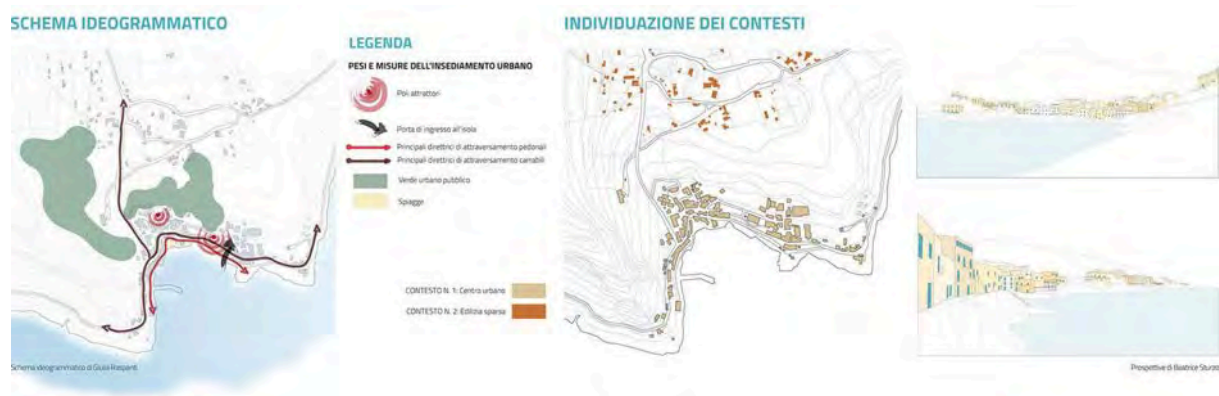 SCHEMA IDEOGRAMMATICO
LEGENDA
PESI E MISURE DELL'INSEDIAMENTO URBANO
Poli attrattori
Porta di ingresso all'isola
Principali direttrici di attraversamento pedonali
Principali direttrici di attraversamento carrabili
Verde urbano pubblico
Spiagge
Schema ideogrammatico di Giulia Raspanti
INDIVIDUAZIONE DEI CONTESTI
CONTESTO N. 1: Centro urbano
CONTESTO N. 2: Edilizia sparsa
Prospettive di Beatrice Sturzo